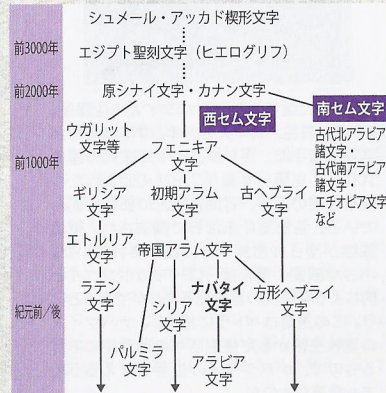 シュメール・アッカド楔形文字
前3000年
エジプト聖刻文字（ヒエログリフ）
前2000年
原シナイ文字・カナン文字
西セム文字
南セム文字
古代北アラビア
諸文字・
古代南アラビア
諸文字・
エチオピア文字
など
ウガリット
文字等
フェニキア
文字
前1000年
ギリシア
文字
初期アラム
文字
古ヘブライ
文字
エトルリア
文字
帝国アラム文字
ラテン
文字
紀元前／後
シリア
文字
ナバタイ
文字
方形ヘブライ
文字
パルミラ
文字
アラビア
文字